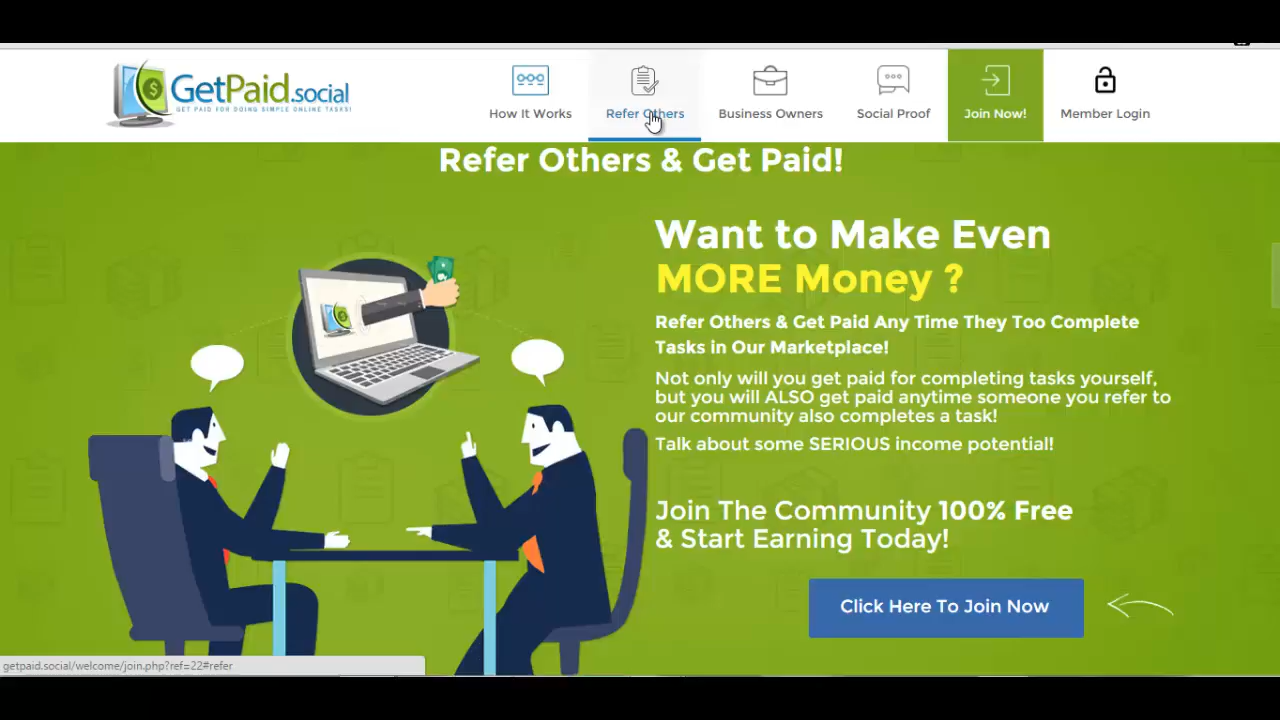 GetPaid.social
GET PAID FOR DOING SIMPLE ONLINE TASKS!
How It Works
Refer Others
Business Owners
Social Proof
Join Now!
Member Login
Refer Others & Get Paid!
Want to Make Even
MORE Money ?
Refer Others & Get Paid Any Time They Too Complete
Tasks in Our Marketplace!
Not only will you get paid for completing tasks yourself,
but you will ALSO get paid anytime someone you refer to
our community also completes a task!
Talk about some SERIOUS income potential!
Join The Community 100% Free
& Start Earning Today!
Click Here To Join Now
getpaid.social/welcome/join.php?ref=22#refer